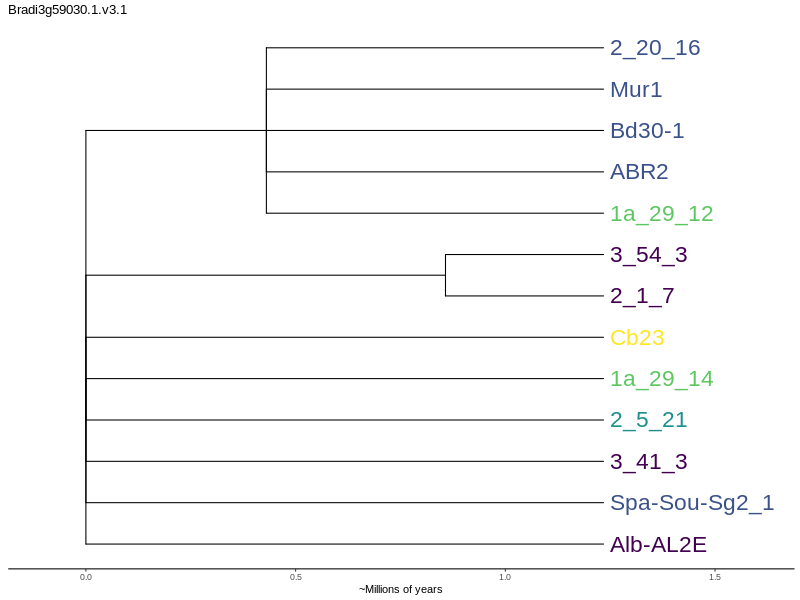 Bradi3g59030.1.v3.1
2_20_16
Mur1
Bd30-1
ABR2
1a_29_12
3_54_3
2_1_7
Cb23
1a_29_14
2_5_21
3_41_3
Spa-Sou-Sg2_1
Alb-AL2E
0.0 0.5 1.0 1.5
~Millions of years